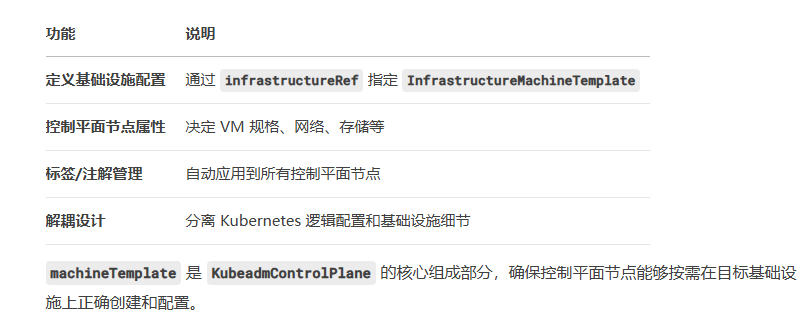 功能 说明
定义基础设施配置 通过 infrastructureRef 指定 InfrastructureMachineTemplate
控制平面节点属性 决定 VM 规格、网络、存储等
标签/注解管理 自动应用到所有控制平面节点
解耦设计 分离 Kubernetes 逻辑配置和基础设施细节
machineTemplate 是 KubeadmControlPlane 的核心组成部分，确保控制平面节点能够按需在目标基础设
施上正确创建和配置。